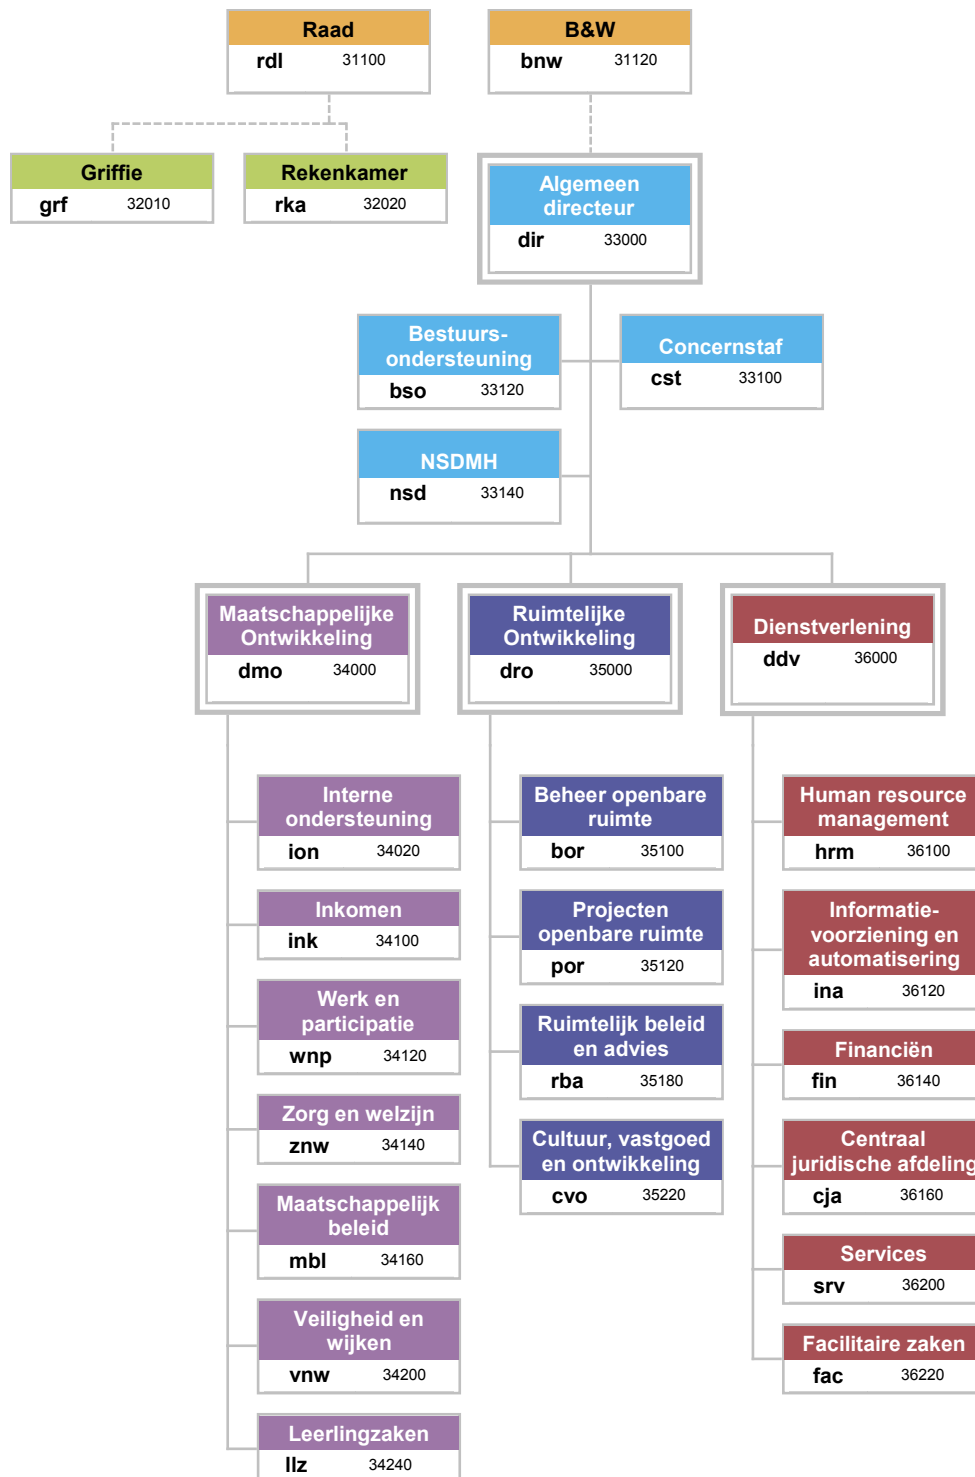 Raad
rdl 31100
B&W
bnw 31120
Griffie
grf 32010
Rekenkamer
rka 32020
Algemeen
directeur
dir 33000
Bestuurs-
ondersteuning
bso 33120
Concernstaf
cst 33100
NSDMH
nsd 33140
Maatschappelijke
Ontwikkeling
dmo 34000
Ruimtelijke
Ontwikkeling
dro 35000
Dienstverlening
ddv 36000
Interne
ondersteuning
ion 34020
Inkomen
ink 34100
Werk en
participatie
wnp 34120
Zorg en welzijn
znw 34140
Maatschappelijk
beleid
mbl 34160
Veiligheid en
wijken
vnw 34200
Leerlingzaken
llz 34240
Beheer openbare
ruimte
bor 35100
Projecten
openbare ruimte
por 35120
Ruimtelijk beleid
en advies
rba 35180
Cultuur, vastgoed
en ontwikkeling
cvo 35220
Human resource
management
hrm 36100
Informatie-
voorziening en
automatisering
ina 36120
Financiën
fin 36140
Centraal
juridische afdeling
cja 36160
Services
srv 36200
Facilitaire zaken
fac 36220